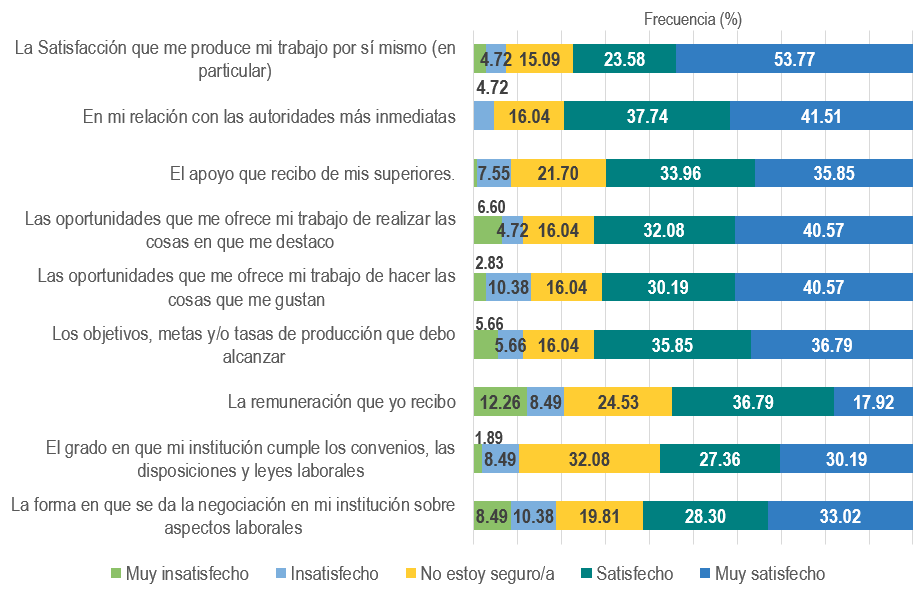 Frecuencia (%)
La Satisfacción que me produce mi trabajo por sí mismo (en
particular)
4.72 15.09 23.58 53.77
4.72
En mi relación con las autoridades más inmediatas
16.04 37.74 41.51
El apoyo que recibo de mis superiores.
7.55 21.70 33.96 35.85
6.60
Las oportunidades que me ofrece mi trabajo de realizar las
cosas en que me destaco
4.72 16.04 32.08 40.57
2.83
Las oportunidades que me ofrece mi trabajo de hacer las
cosas que me gustan
10.38 16.04 30.19 40.57
5.66
Los objetivos, metas y/o tasas de producción que debo
alcanzar
5.66 16.04 35.85 36.79
La remuneración que yo recibo
12.26 8.49 24.53 36.79 17.92
1.89
El grado en que mi institución cumple los convenios, las
disposiciones y leyes laborales
8.49 32.08 27.36 30.19
La forma en que se da la negociación en mi institución sobre
aspectos laborales
8.49 10.38 19.81 28.30 33.02
Muy insatisfecho Insatisfecho No estoy seguro/a Satisfecho Muy satisfecho